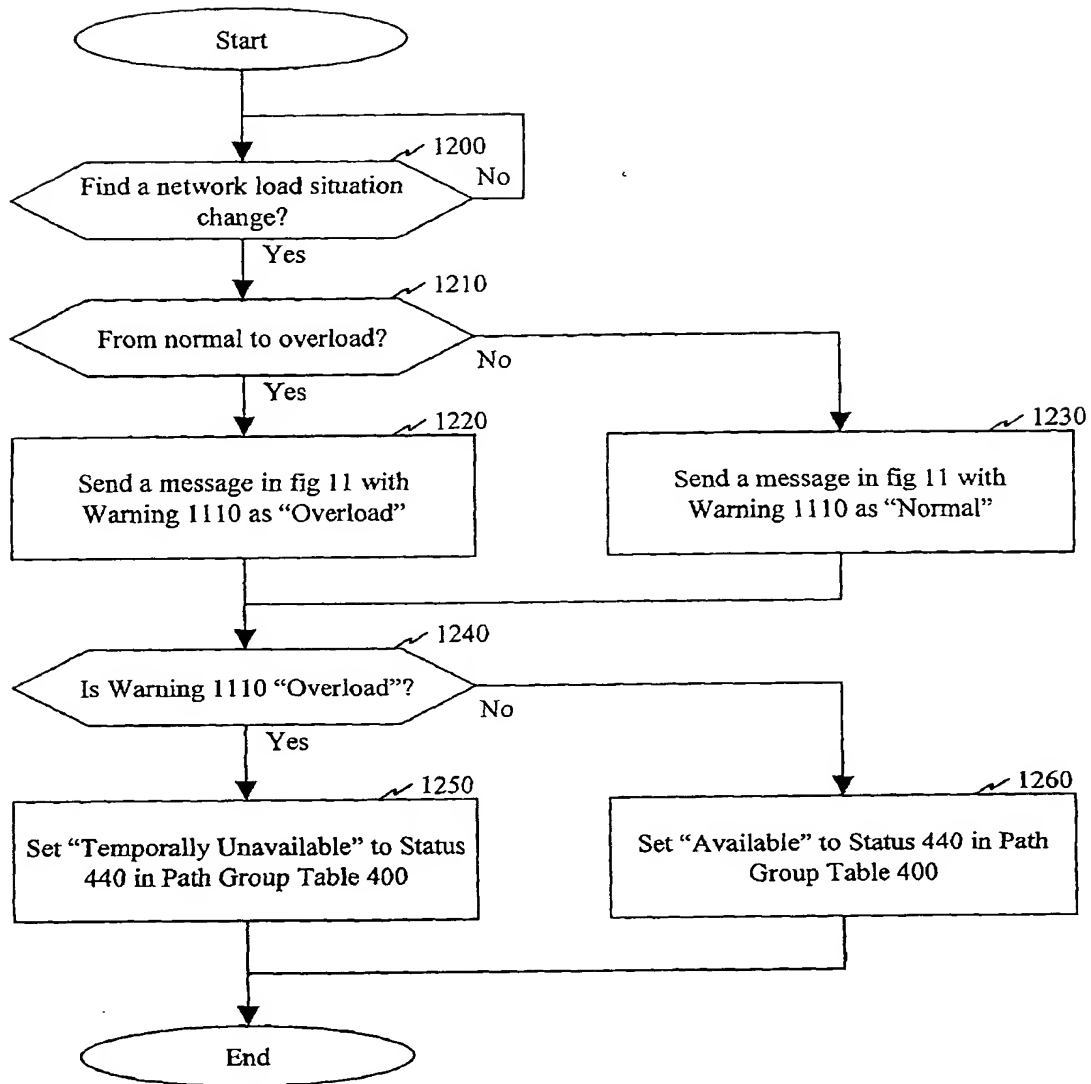 Start
1200
Find a network load situation
change?
No
Yes
1210
From normal to overload?
No
Yes
1220
Send a message in fig 11 with
Warning 1110 as “Overload”
1230
Send a message in fig 11 with
Warning 1110 as “Normal”
1240
Is Warning 1110 “Overload”?
No
Yes
1250
Set “Temporally Unavailable” to Status
440 in Path Group Table 400
1260
Set “Available” to Status 440 in Path
Group Table 400
End